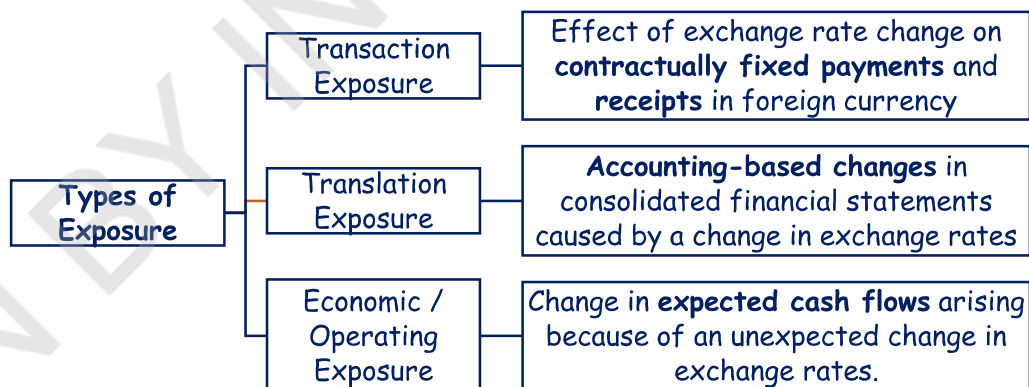 Types of
Exposure
Transaction
Exposure
Effect of exchange rate change on
contractually fixed payments and
receipts in foreign currency
Translation
Exposure
Accounting-based changes in
consolidated financial statements
caused by a change in exchange rates
Economic /
Operating
Exposure
Change in expected cash flows arising
because of an unexpected change in
exchange rates.
BY